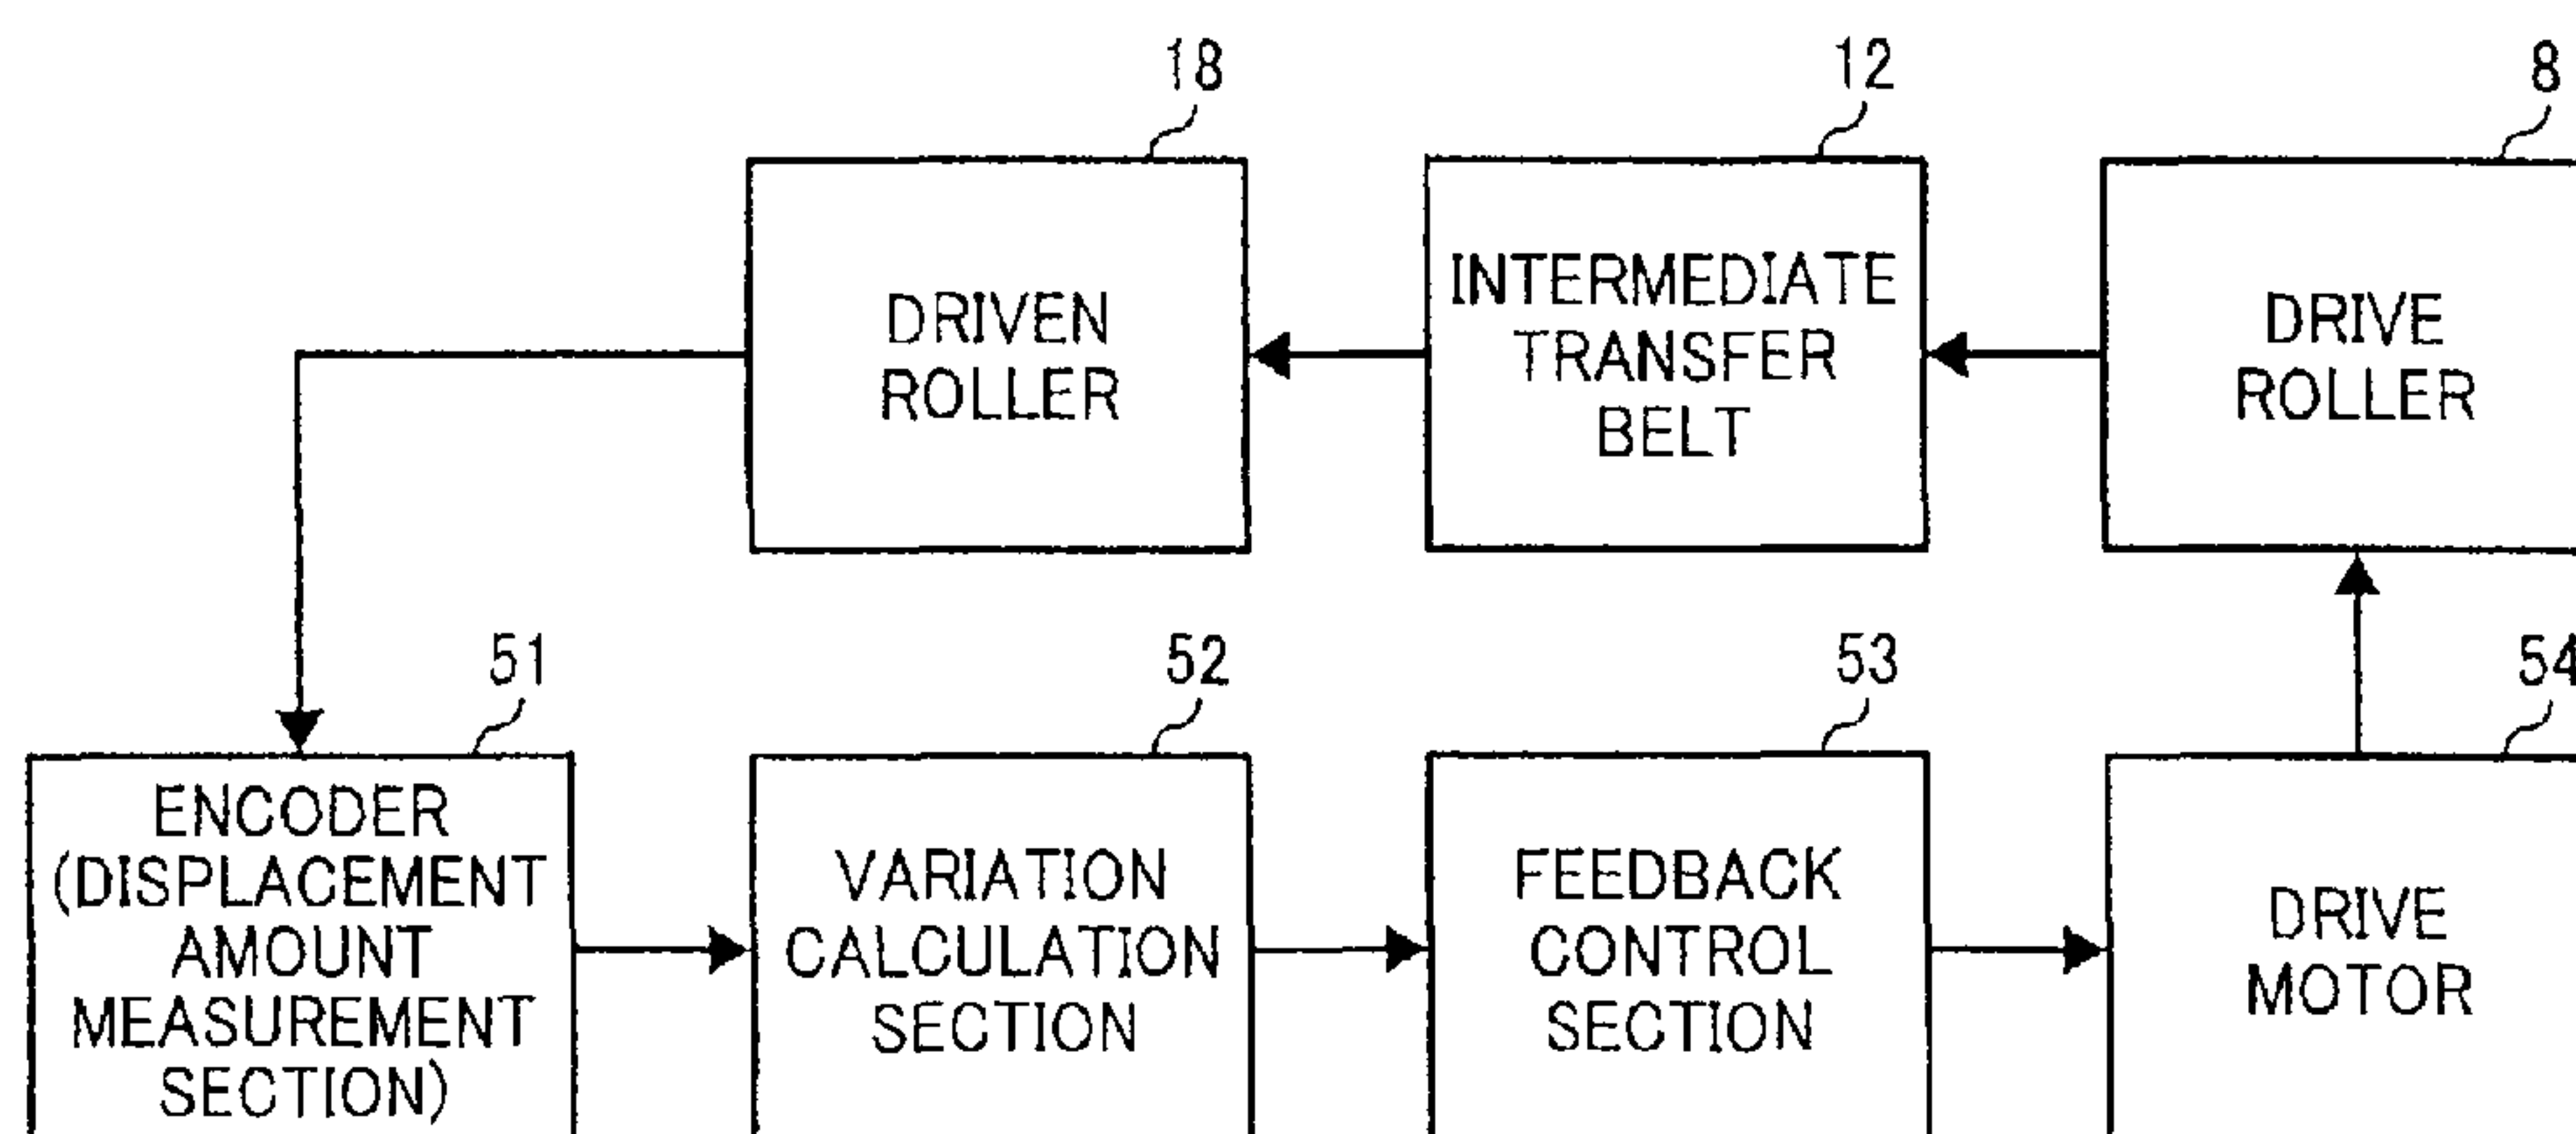 18
12
8
DRIVEN
ROLLER
INTERMEDIATE
TRANSFER
BELT
DRIVE
ROLLER
51
52
53
54
ENCODER
(DISPLACEMENT
AMOUNT
MEASUREMENT
SECTION)
VARIATION
CALCULATION
SECTION
FEEDBACK
CONTROL
SECTION
DRIVE
MOTOR